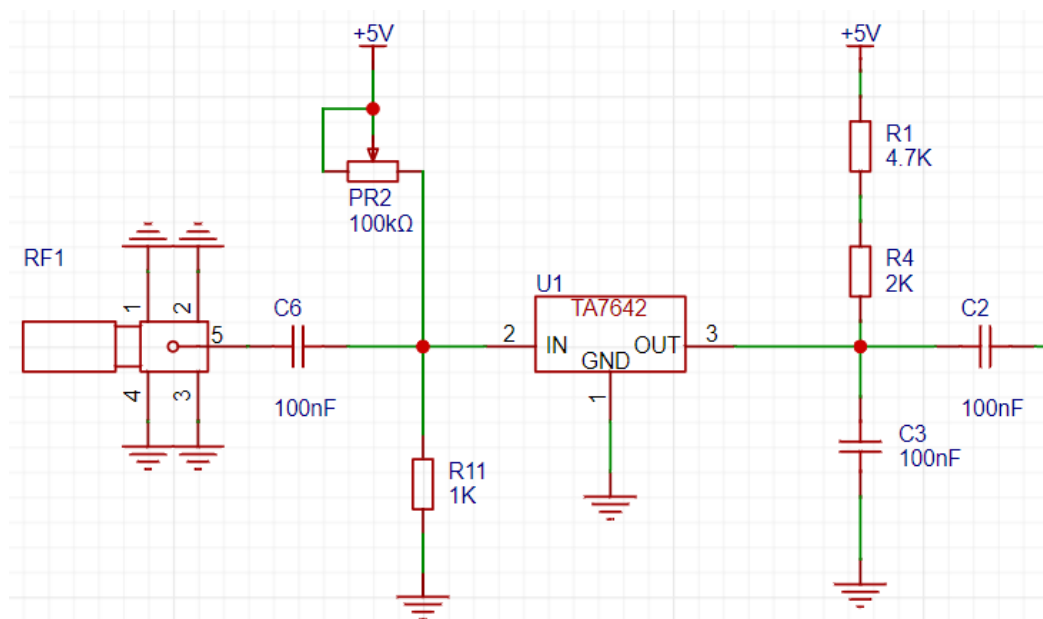 +5V
+5V
R1
4.7K
PR2
100kΩ
RF1
1
2
5
4
3
C6
100nF
U1
TA7642
2
IN
OUT
3
GND
1
R4
2K
C2
100nF
C3
100nF
R11
1K